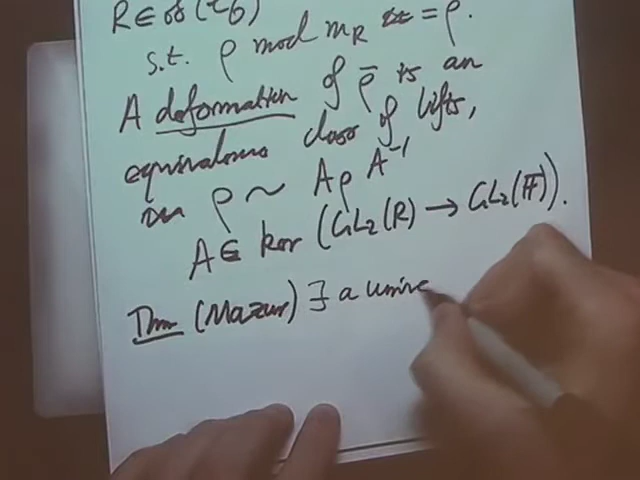 R ∈ ob(C_O)
s.t. ρ mod m_R = ρ.
A deformation of ρ̄ is an
equivalence class of lifts,
ρ ~ AρA⁻¹
A ∈ ker (GL₂(R) → GL₂(𝔽)).
Thm (Mazur) ∃ a unive